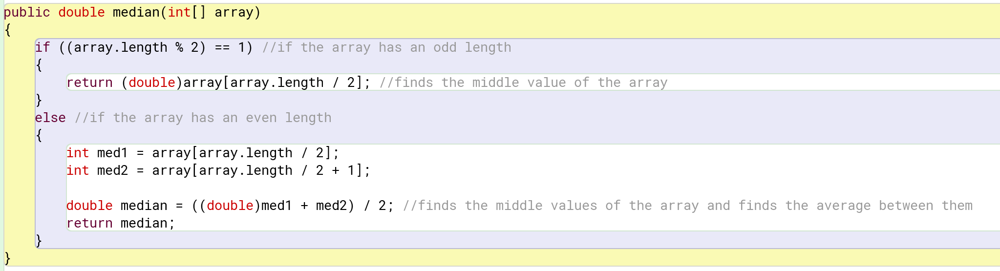 public double median(int[] array)
{
    if ((array.length % 2) == 1) //if the array has an odd length
    {
        return (double)array[array.length / 2]; //finds the middle value of the array
    }
    else //if the array has an even length
    {
        int med1 = array[array.length / 2];
        int med2 = array[array.length / 2 + 1];

        double median = ((double)med1 + med2) / 2; //finds the middle values of the array and finds the average between them
        return median;
    }
}